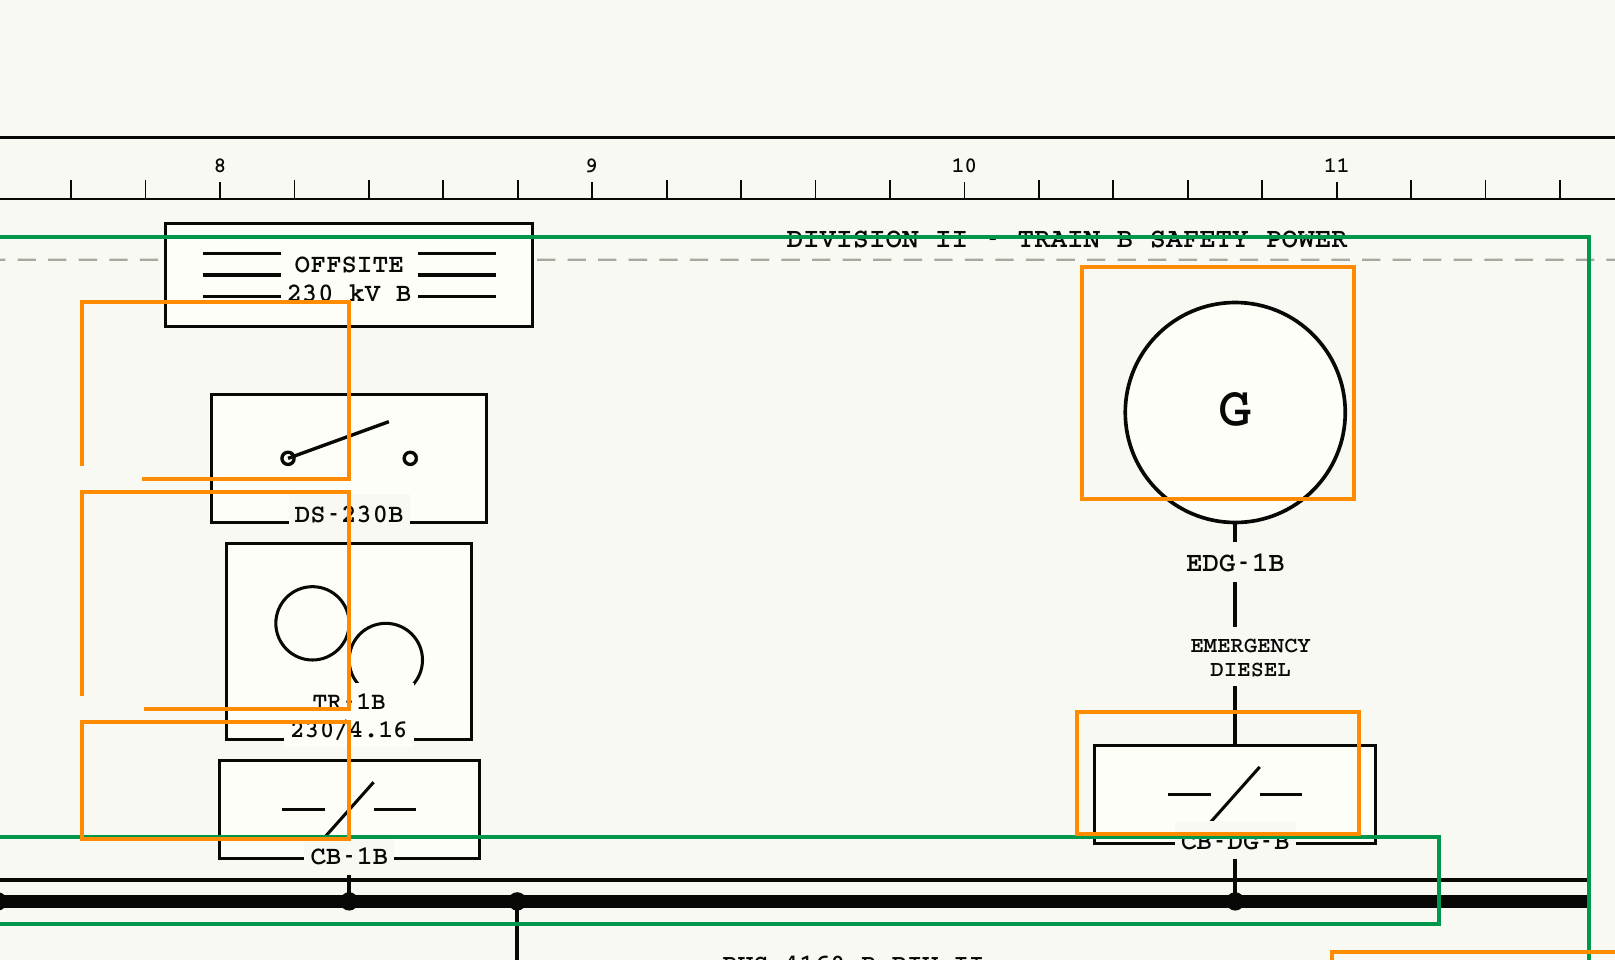 8 9 10 11
DIVISION II - TRAIN B SAFETY POWER
OFFSITE
230 kV B
G
DS-230B
EDG-1B
EMERGENCY
DIESEL
TR-1B
230/4.16
CB-DG-B
CB-1B